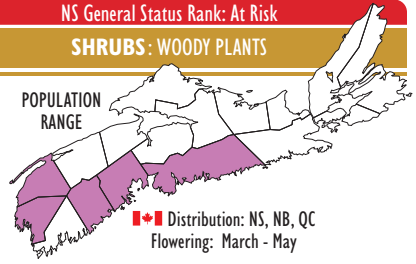 NS General Status Rank: At Risk
SHRUBS: WOODY PLANTS
POPULATION
RANGE
Distribution: NS, NB, QC
Flowering: March - May